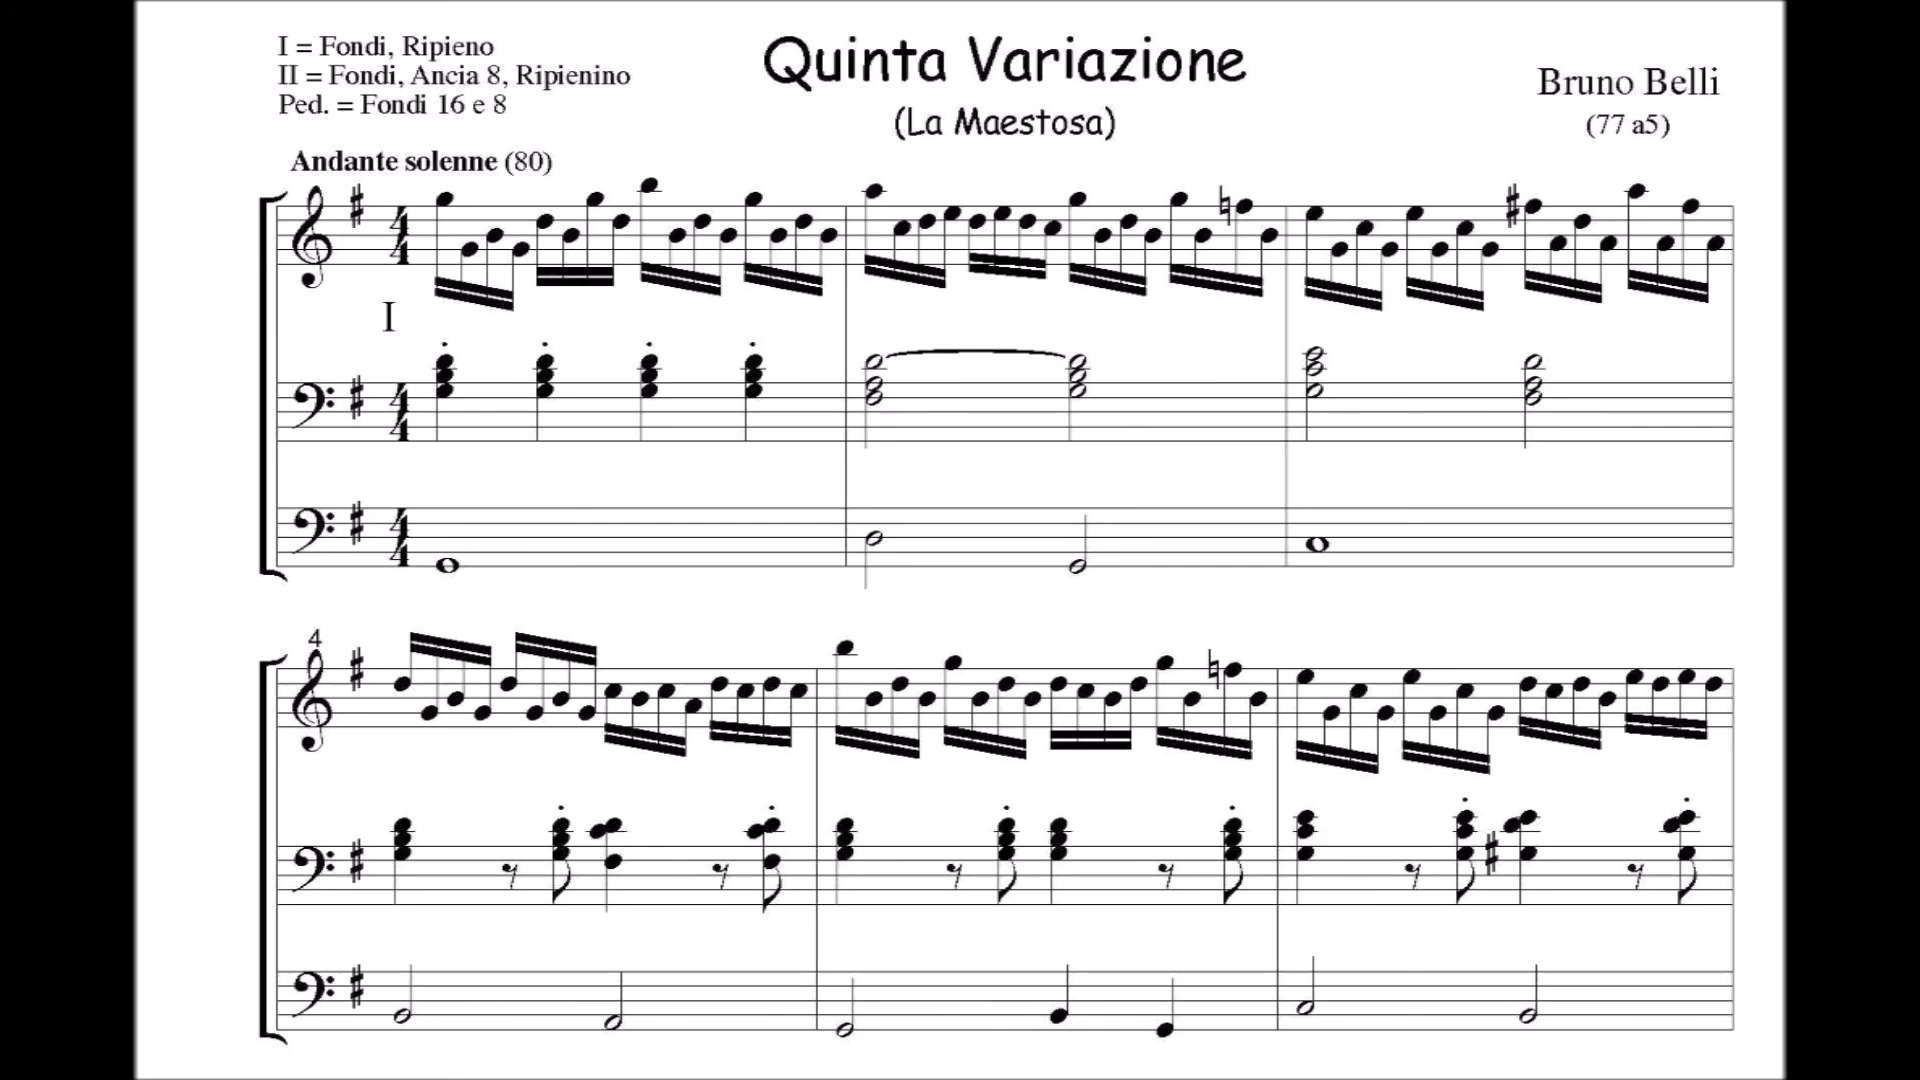 I = Fondi, Ripieno
II = Fondi, Ancia 8, Ripienino
Ped. = Fondi 16 e 8
Quinta Variazione
(La Maestosa)
Bruno Belli
(77 a5)
Andante solenne (80)
I
4